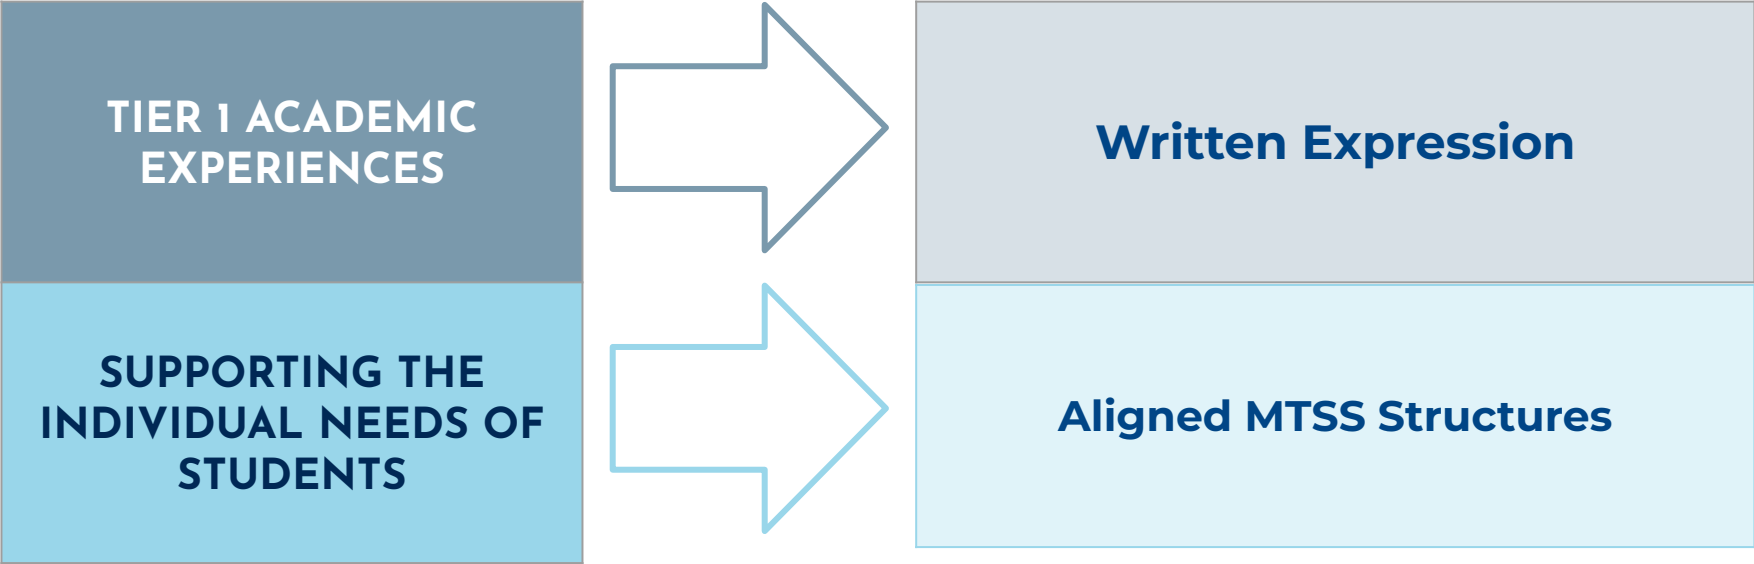 TIER 1 ACADEMIC
EXPERIENCES
Written Expression
SUPPORTING THE
INDIVIDUAL NEEDS OF
STUDENTS
Aligned MTSS Structures